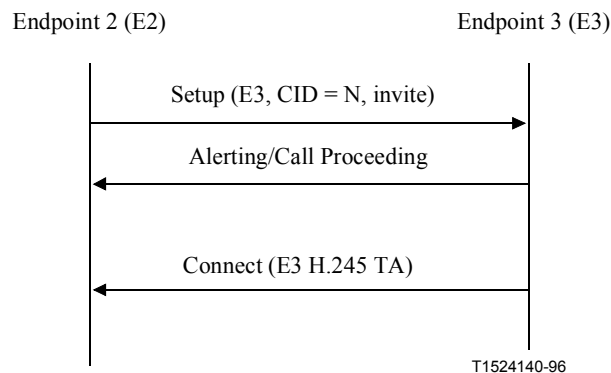 Endpoint 2 (E2)
Endpoint 3 (E3)
Setup (E3, CID = N, invite)
Alerting/Call Proceeding
Connect (E3 H.245 TA)
T1524140-96